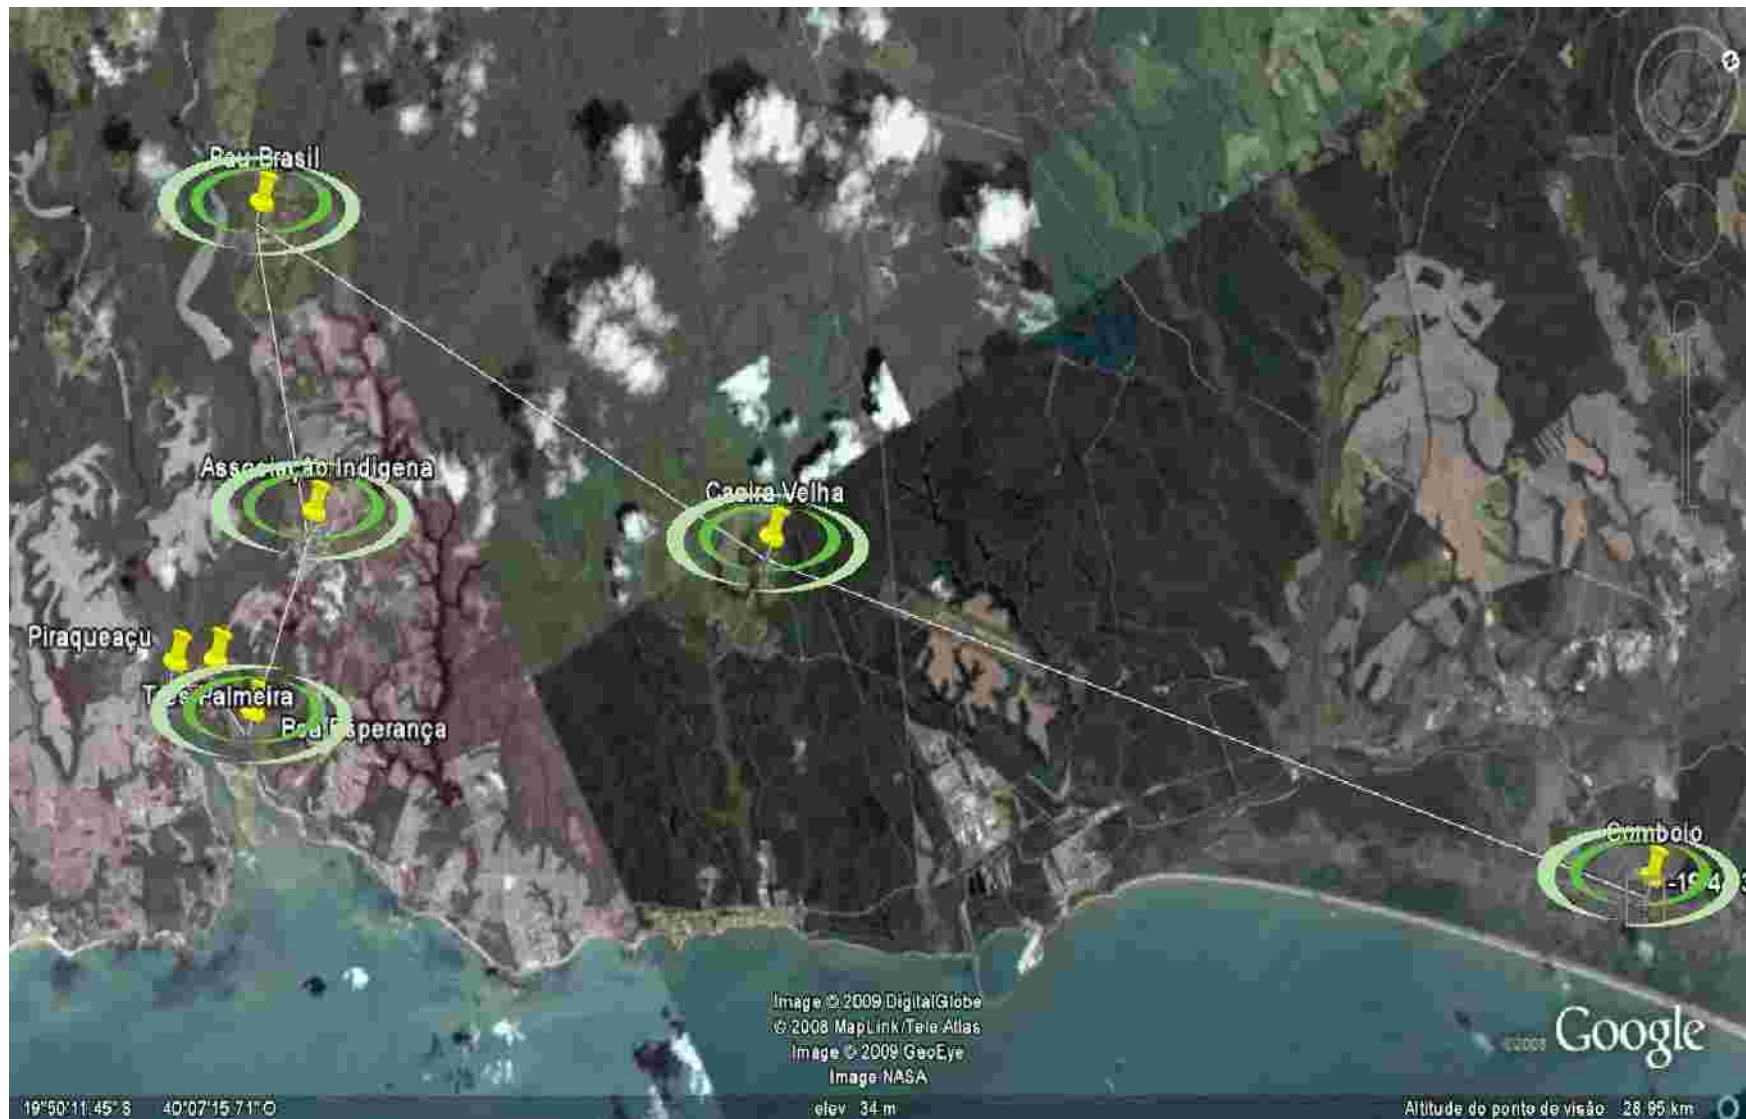 Pau Brasil
Associação Indigena
Caeira Velha
Piraqueaçu
Três Palmeira
Boa Esperança
Comboio
Image © 2009 DigitalGlobe
© 2008 MapLink/Tele Atlas
Image © 2009 GeoEye
Image NASA
©2008 Google
19°50'11.45" S 40°07'15.71" O
elev 34 m
Altitude do ponto de visão 28.95 km